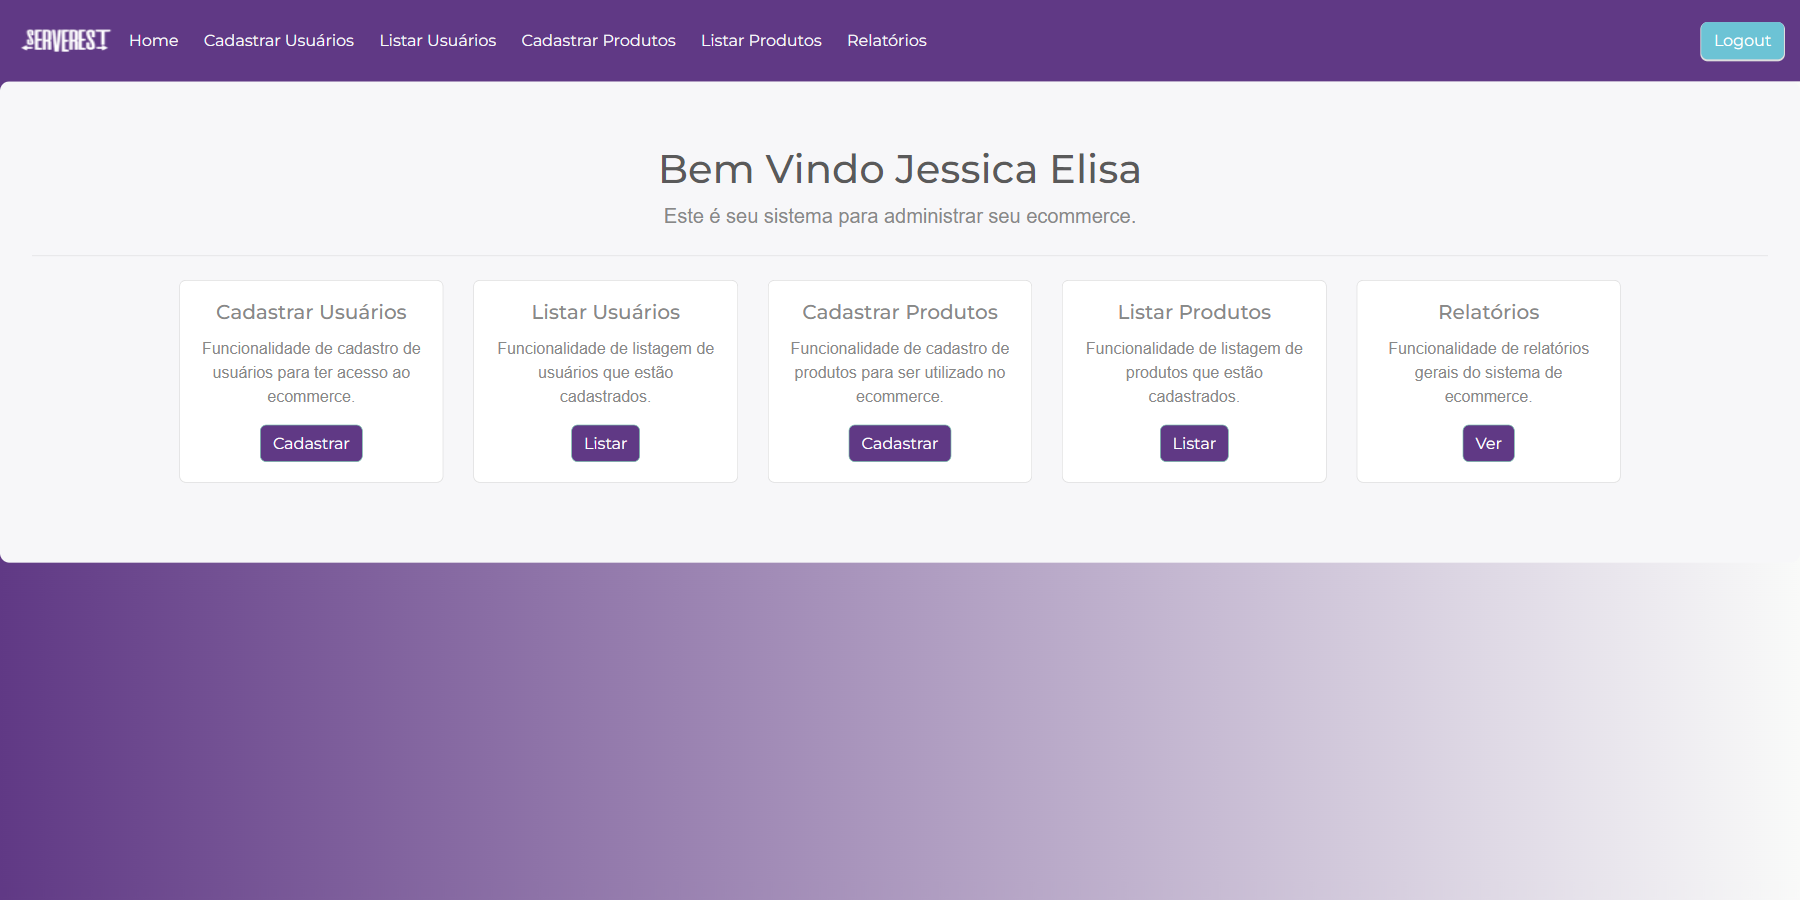 SERVEREST Home Cadastrar Usuários Listar Usuários Cadastrar Produtos Listar Produtos Relatórios Logout
Bem Vindo Jessica Elisa
Este é seu sistema para administrar seu ecommerce.
Cadastrar Usuários
Funcionalidade de cadastro de
usuários para ter acesso ao
ecommerce.
Cadastrar
Listar Usuários
Funcionalidade de listagem de
usuários que estão
cadastrados.
Listar
Cadastrar Produtos
Funcionalidade de cadastro de
produtos para ser utilizado no
ecommerce.
Cadastrar
Listar Produtos
Funcionalidade de listagem de
produtos que estão
cadastrados.
Listar
Relatórios
Funcionalidade de relatórios
gerais do sistema de
ecommerce.
Ver